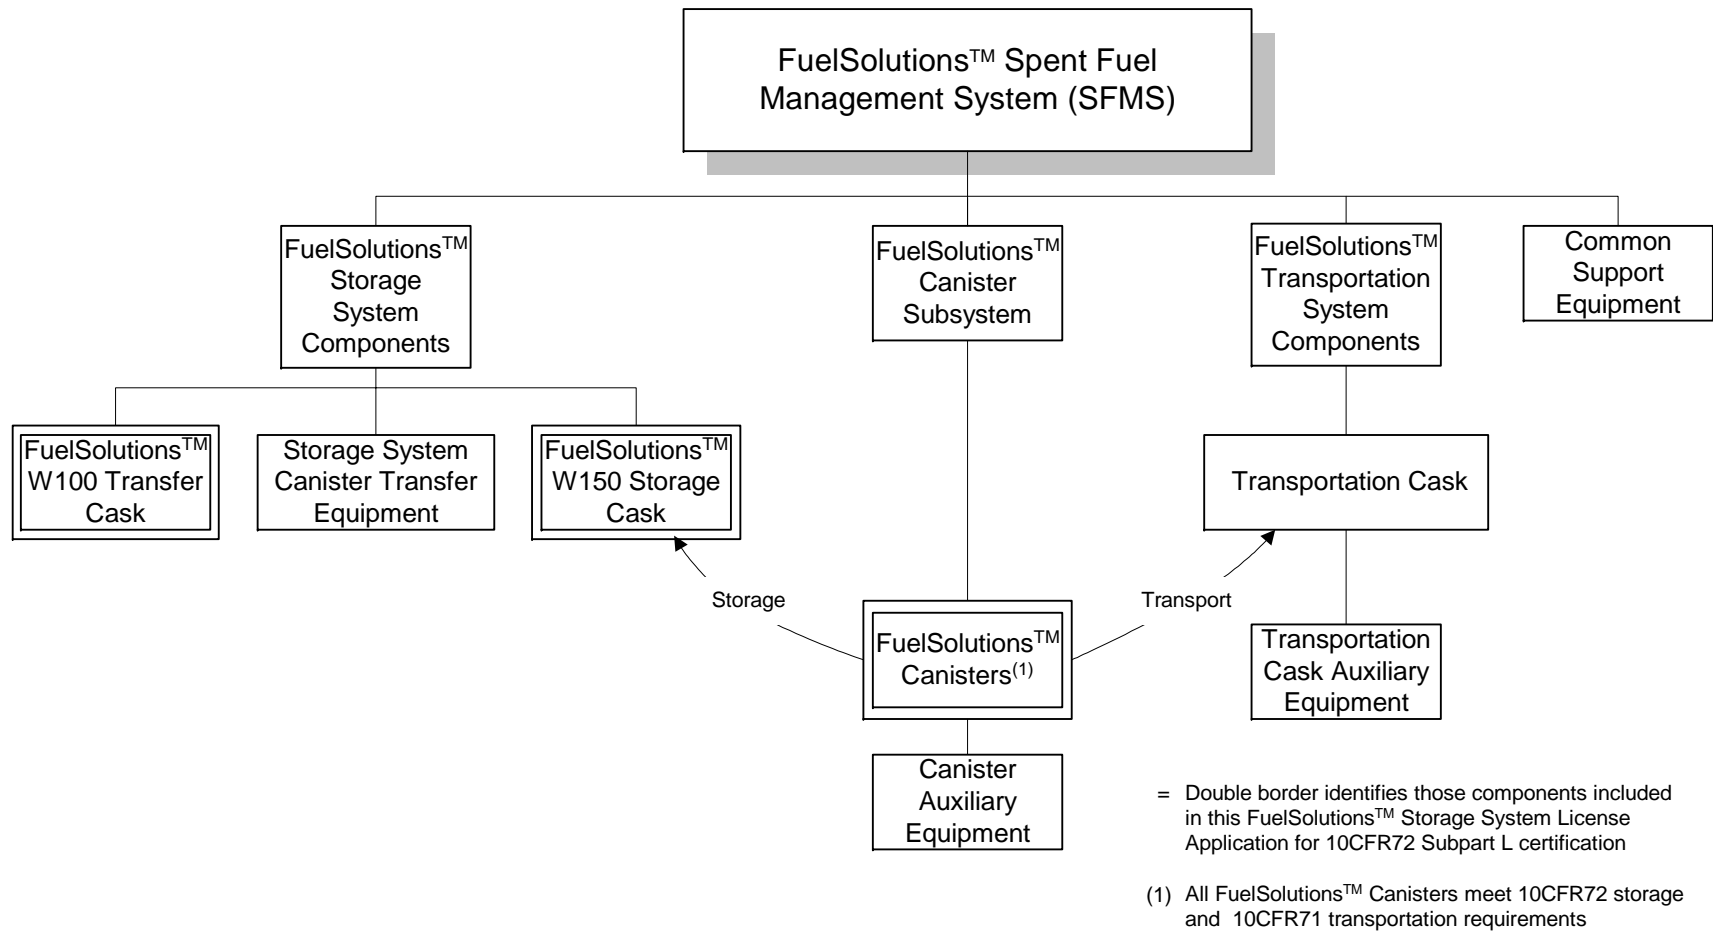 FuelSolutions™ Spent Fuel
Management System (SFMS)
FuelSolutions™
Storage
System
Components
FuelSolutions™
Canister
Subsystem
FuelSolutions™
Transportation
System
Components
Common
Support
Equipment
FuelSolutions™
W100 Transfer
Cask
Storage System
Canister Transfer
Equipment
FuelSolutions™
W150 Storage
Cask
Transportation Cask
Storage
Transport
FuelSolutions™
Canisters(1)
Transportation
Cask Auxiliary
Equipment
Canister
Auxiliary
Equipment
= Double border identifies those components included
in this FuelSolutions™ Storage System License
Application for 10CFR72 Subpart L certification
(1) All FuelSolutions™ Canisters meet 10CFR72 storage
and 10CFR71 transportation requirements